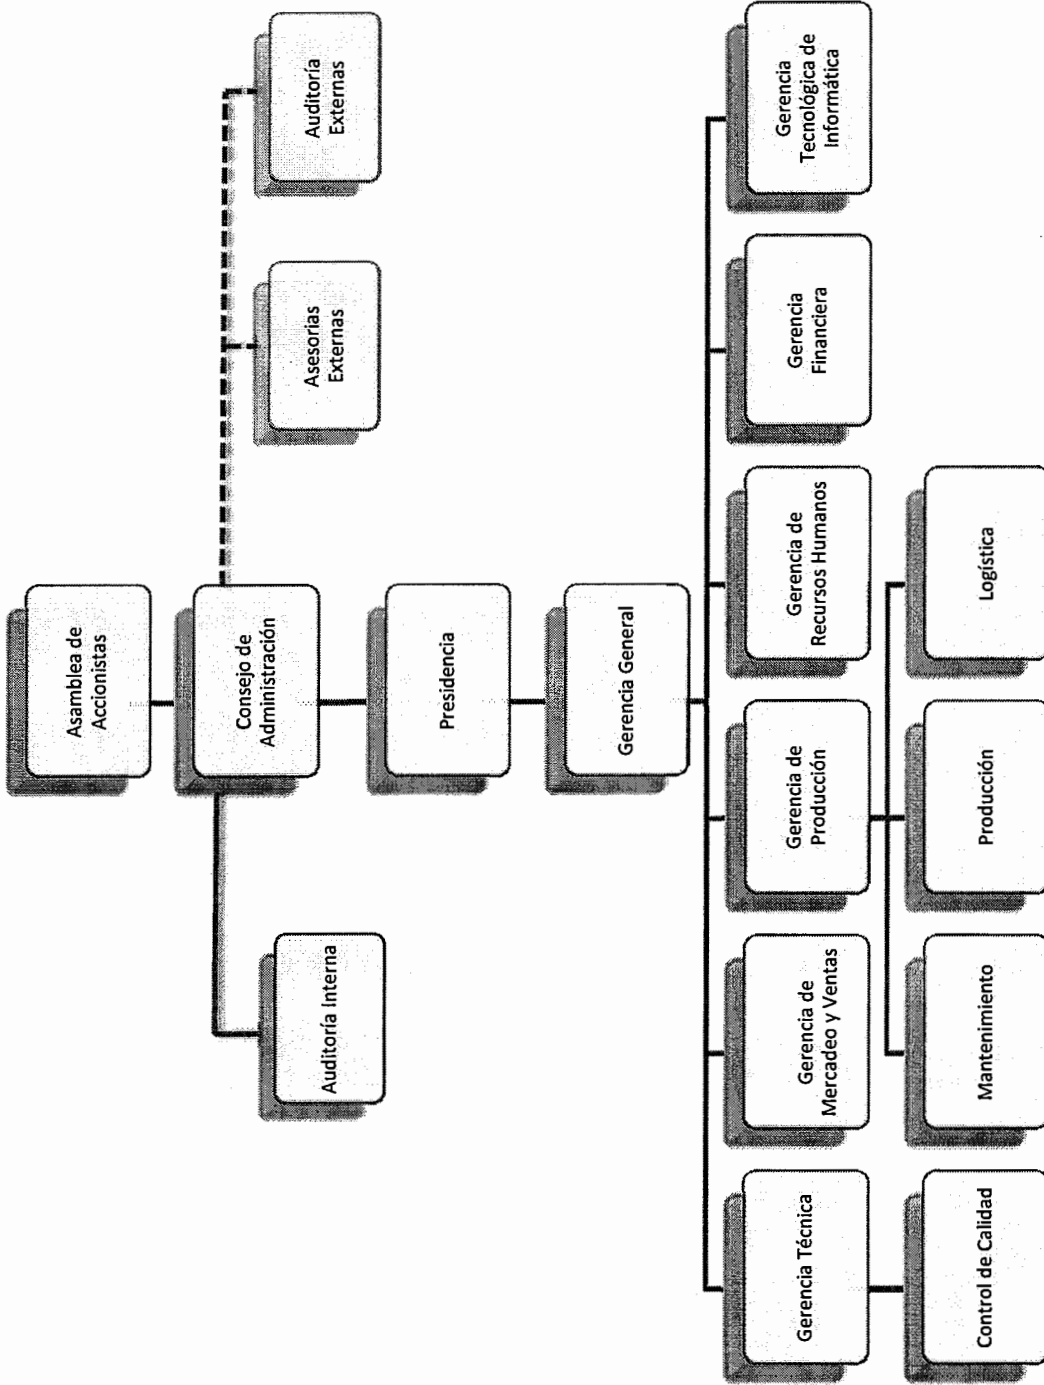 Asamblea de
Accionistas
Consejo de
Administración
Auditoría Interna
Asesorias
Externas
Auditoría
Externas
Presidencia
Gerencia General
Gerencia Técnica
Gerencia de
Mercadeo y Ventas
Gerencia de
Producción
Gerencia de
Recursos Humanos
Gerencia
Financiera
Gerencia
Tecnológica de
Informática
Control de Calidad
Mantenimiento
Producción
Logística